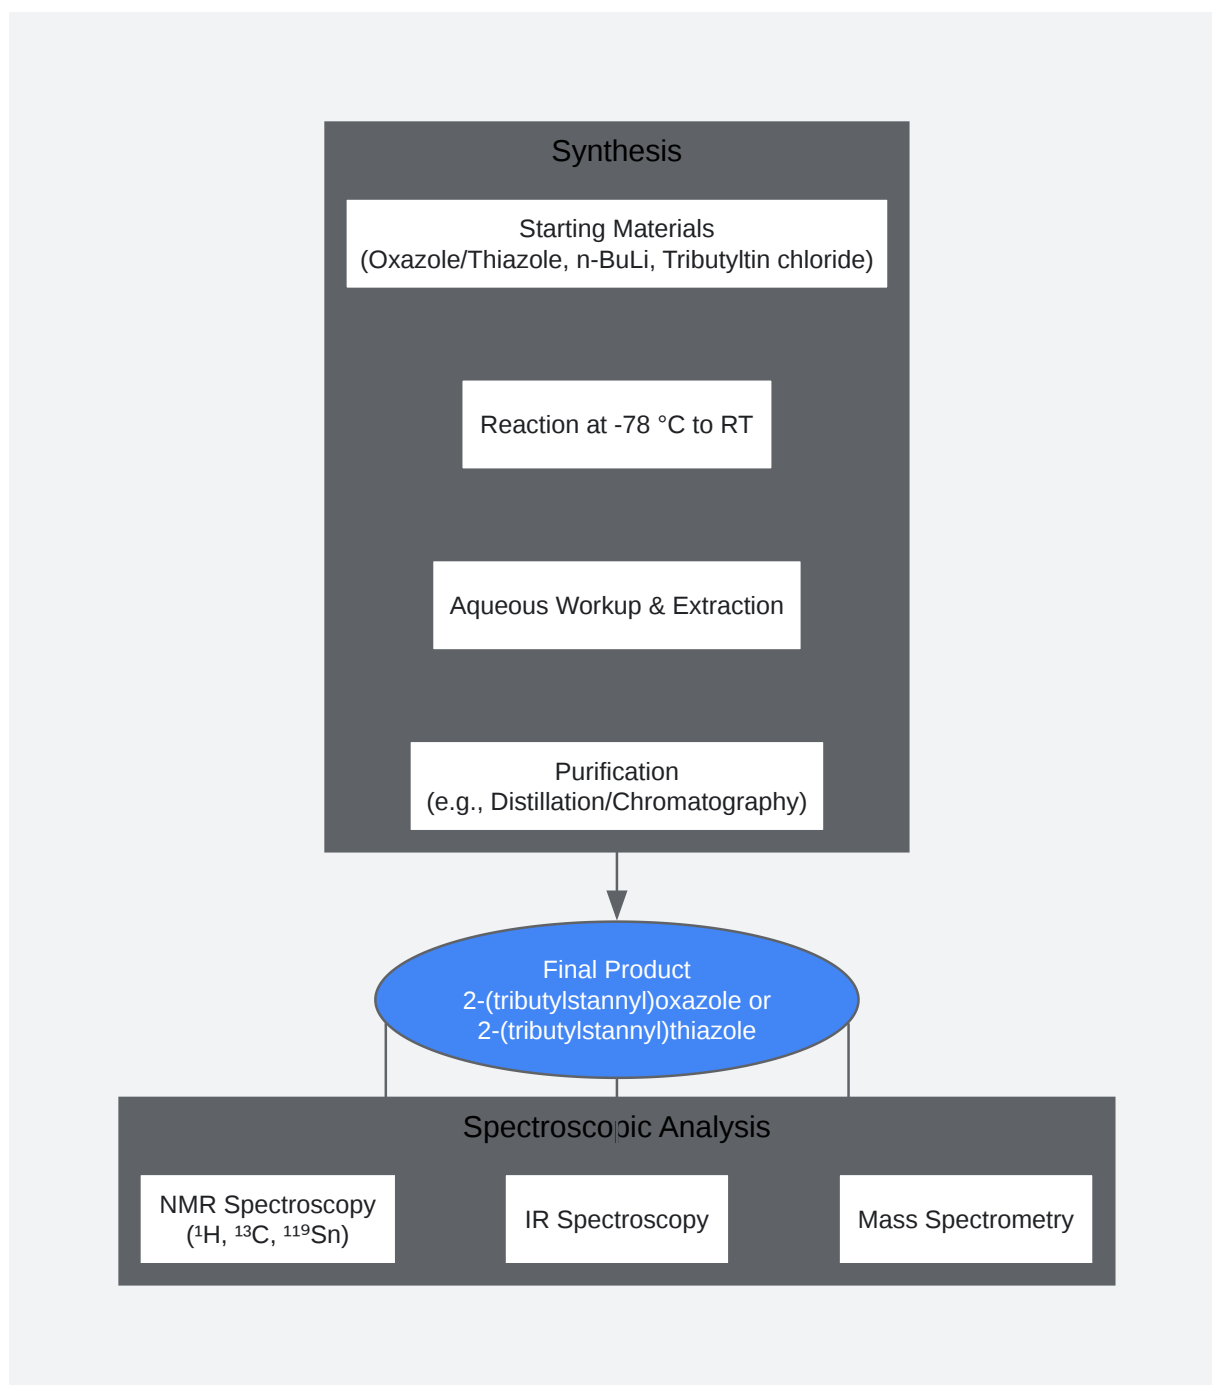 Synthesis
Starting Materials
(Oxazole/Thiazole, n-BuLi, Tributyltin chloride)
Reaction at -78 °C to RT
Aqueous Workup & Extraction
Purification
(e.g., Distillation/Chromatography)
Final Product
2-(tributylstannyl)oxazole or
2-(tributylstannyl)thiazole
Spectroscopic Analysis
NMR Spectroscopy
(¹H, ¹³C, ¹¹⁹Sn)
IR Spectroscopy
Mass Spectrometry